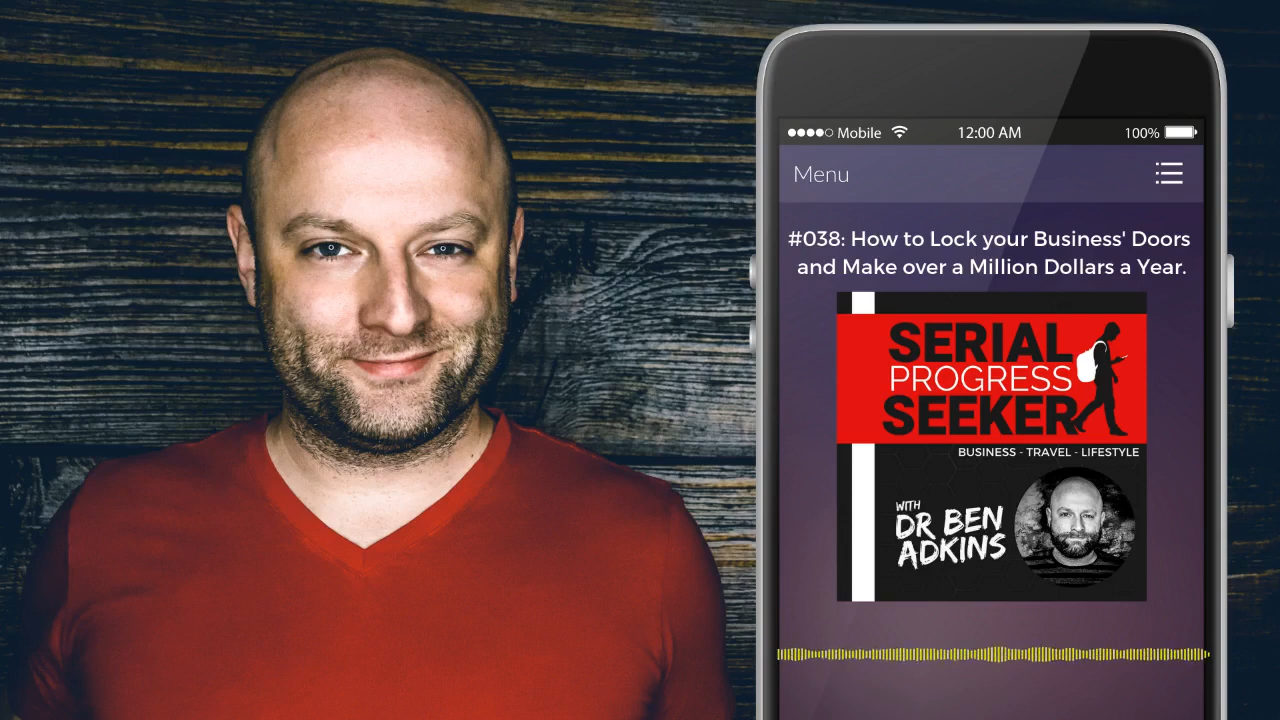 Mobile 12:00 AM 100%
Menu
#038: How to Lock your Business' Doors
and Make over a Million Dollars a Year.
SERIAL
PROGRESS
SEEKER
BUSINESS - TRAVEL - LIFESTYLE
WITH
DR BEN
ADKINS